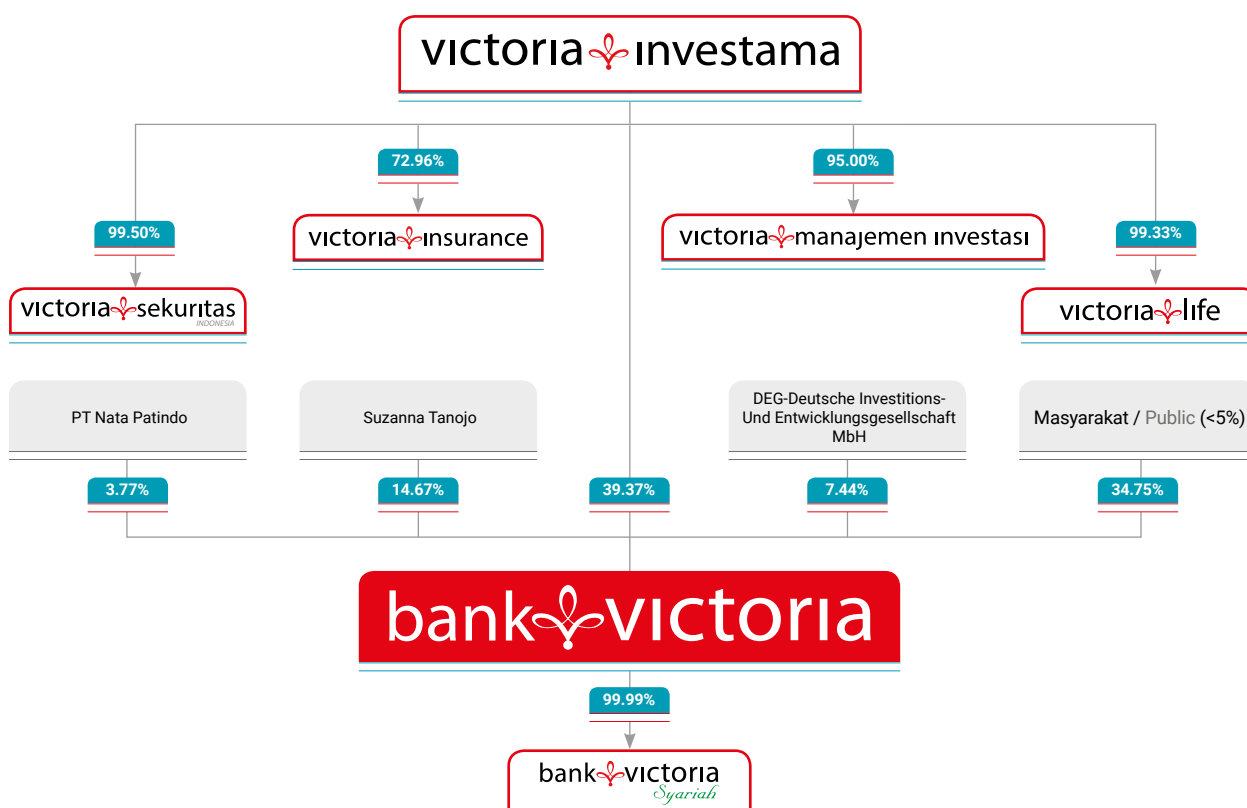 victoria investama
72.96%
95.00%
99.50%
victoria insurance
victoria manajemen investasi
99.33%
victoria sekuritas
INDONESIA
victoria life
PT Nata Patindo
Suzanna Tanojo
DEG-Deutsche Investitions-
Und Entwicklungsgesellschaft
MbH
Masyarakat / Public (<5%)
3.77%
14.67%
39.37%
7.44%
34.75%
bank victoria
99.99%
bank victoria
Syariah